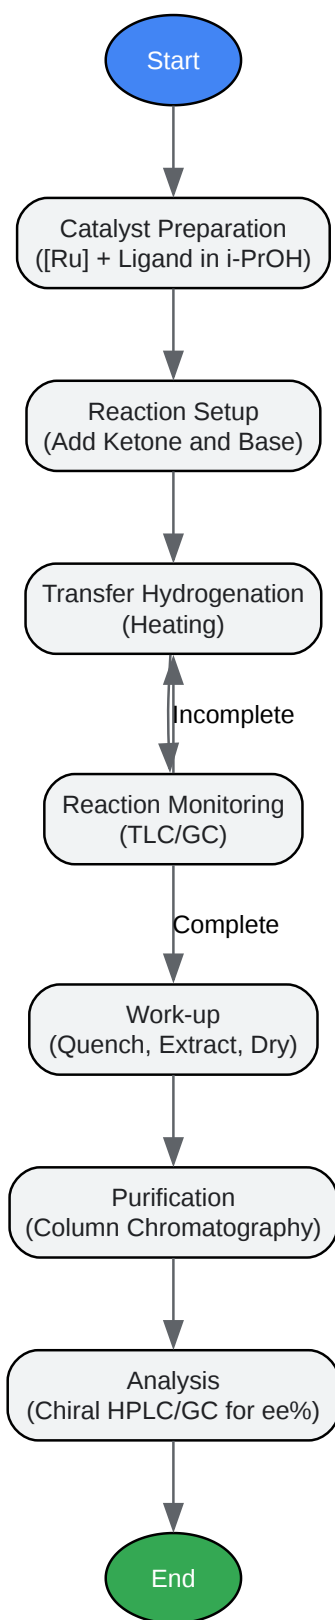 Start
Catalyst Preparation
([Ru] + Ligand in i-PrOH)
Reaction Setup
(Add Ketone and Base)
Transfer Hydrogenation
(Heating)
Incomplete
Reaction Monitoring
(TLC/GC)
Complete
Work-up
(Quench, Extract, Dry)
Purification
(Column Chromatography)
Analysis
(Chiral HPLC/GC for ee%)
End